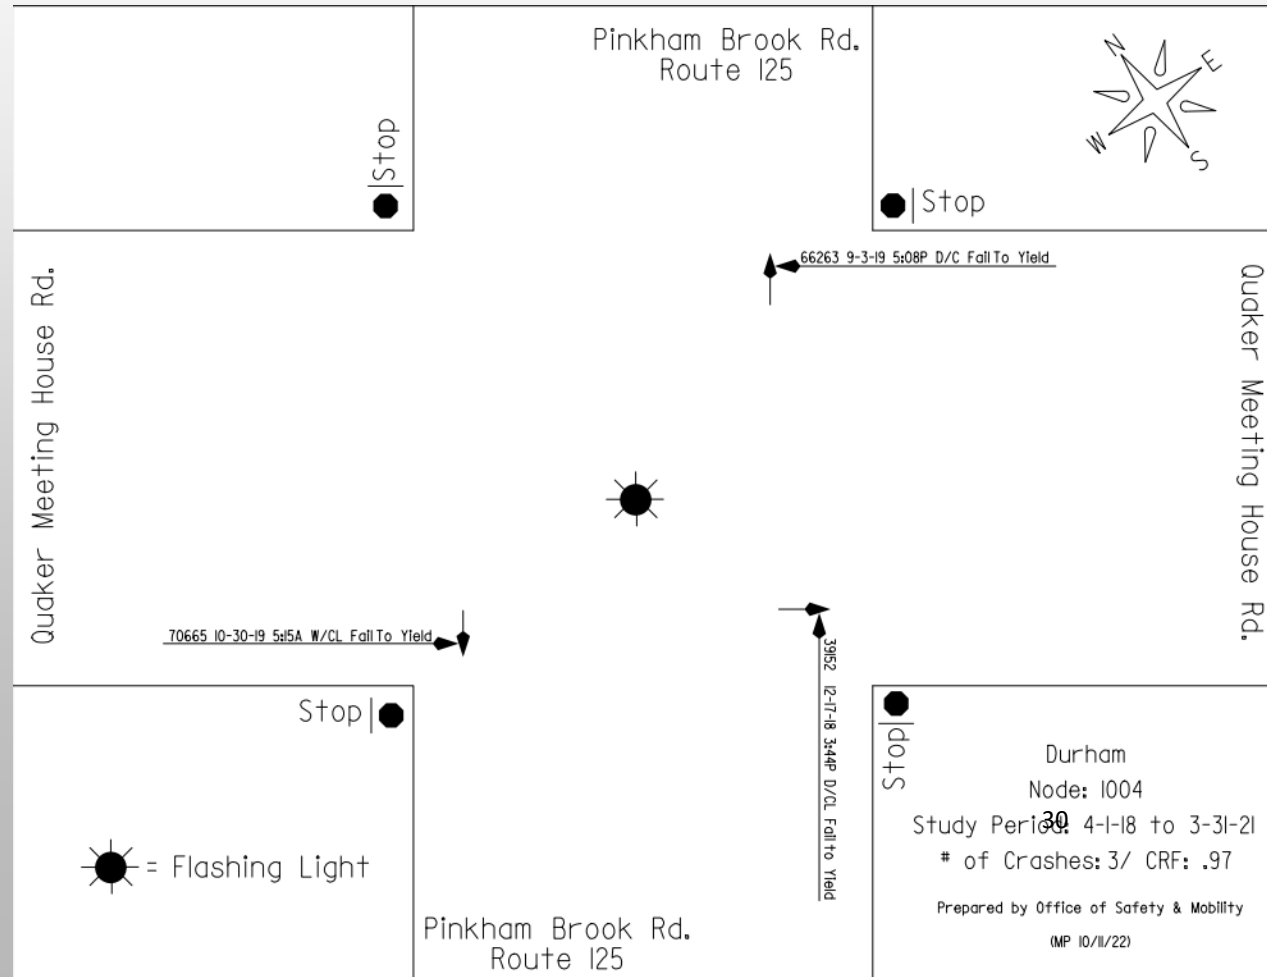 Pinkham Brook Rd.
Route 125
N
E
W
S
Stop
Stop
66263 9-3-19 5:08P D/C Fail To Yield
Quaker Meeting House Rd.
Quaker Meeting House Rd.
70665 10-30-19 5:15A W/CL Fail To Yield
39152 12-17-18 3:44P D/CL Fail to Yield
Stop
Stop
= Flashing Light
Pinkham Brook Rd.
Route 125
Durham
Node: 1004
Study Period: 4-1-18 to 3-31-21
30
# of Crashes: 3/ CRF: .97
Prepared by Office of Safety & Mobility
(MP 10/11/22)